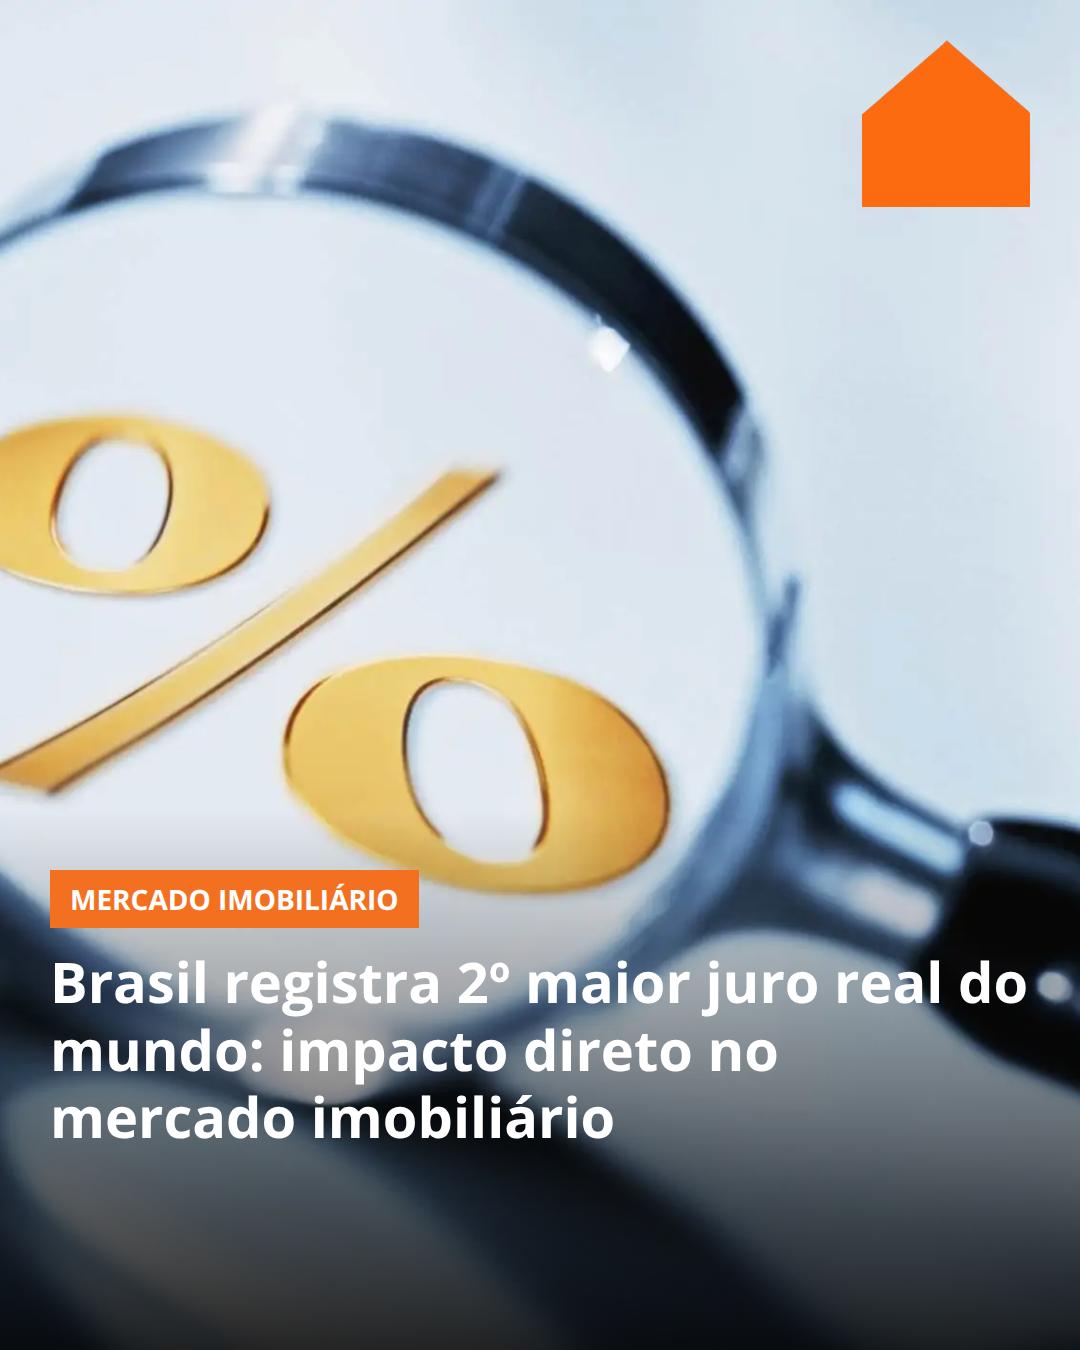 %
MERCADO IMOBILIÁRIO
Brasil registra 2º maior juro real do
mundo: impacto direto no
mercado imobiliário